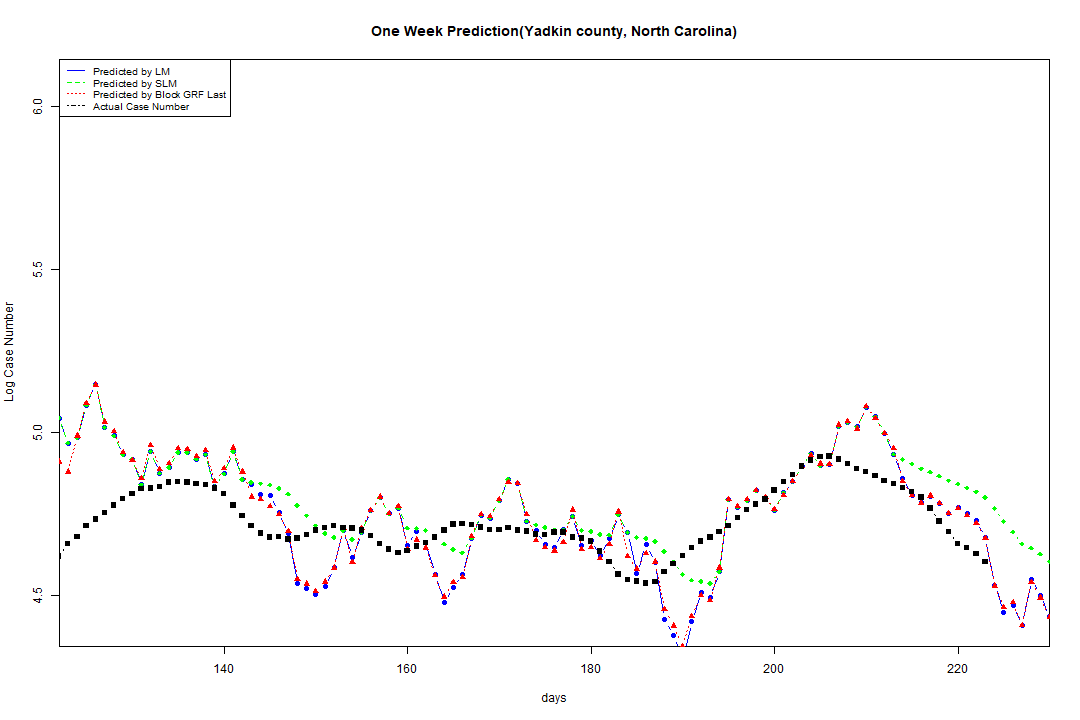 One Week Prediction(Yadkin county, North Carolina)
Predicted by LM
Predicted by SLM
Predicted by Block GRF Last
Actual Case Number
6.0
5.5
5.0
4.5
Log Case Number
140 160 180 200 220
days